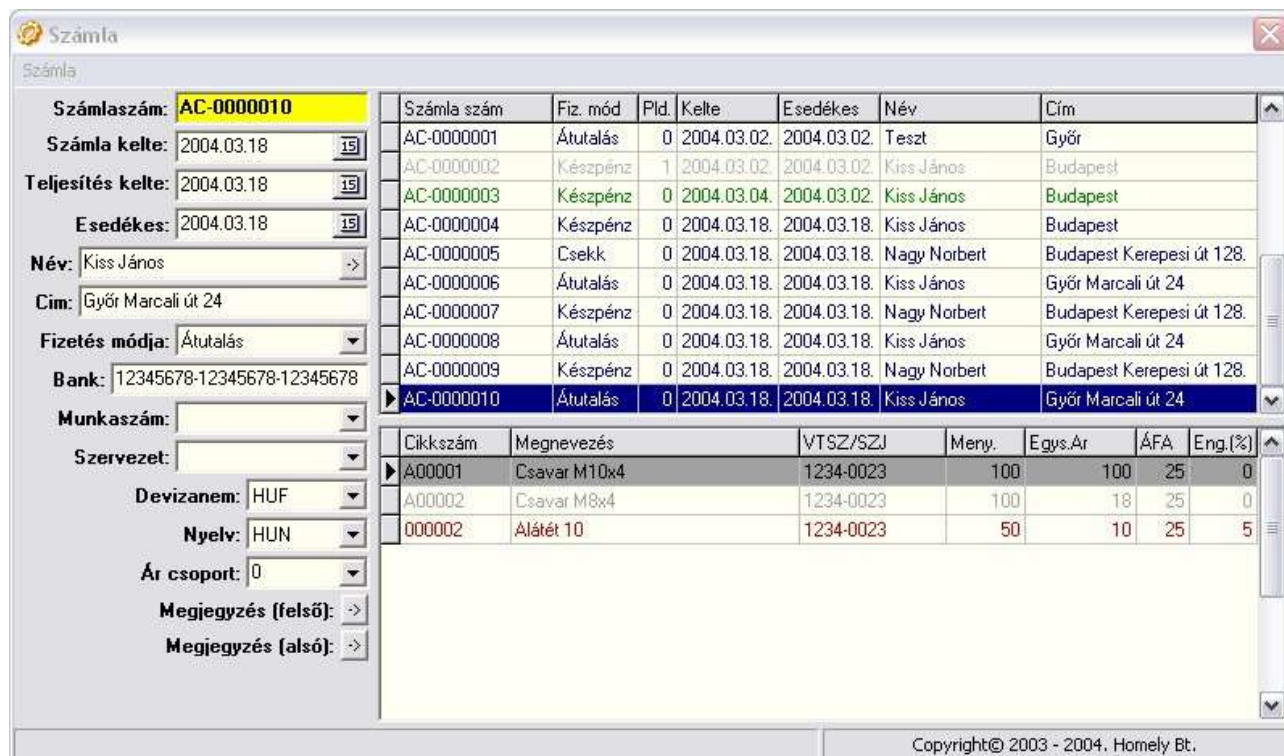 Számla
Számla
Számlaszám: AC-0000010
Számla kelte: 2004.03.18 15
Teljesítés kelte: 2004.03.18 15
Esedékes: 2004.03.18 15
Név: Kiss János ->
Cim: Győr Marcali út 24
Fizetés módja: Átutalás
Bank: 12345678-12345678-12345678
Munkaszám:
Szervezet:
Devizanem: HUF
Nyelv: HUN
Ár csoport: 0
Megjegyzés (felső): ->
Megjegyzés (alsó): ->
Számla szám Fiz. mód Pld. Kelte Esedékes Név Cím
AC-0000001 Átutalás 0 2004.03.02. 2004.03.02. Teszt Győr
AC-0000002 Készpénz 1 2004.03.02. 2004.03.02. Kiss János Budapest
AC-0000003 Készpénz 0 2004.03.04. 2004.03.02. Kiss János Budapest
AC-0000004 Készpénz 0 2004.03.18. 2004.03.18. Kiss János Budapest
AC-0000005 Csekk 0 2004.03.18. 2004.03.18. Nagy Norbert Budapest Kerepesi út 128.
AC-0000006 Átutalás 0 2004.03.18. 2004.03.18. Kiss János Győr Marcali út 24
AC-0000007 Készpénz 0 2004.03.18. 2004.03.18. Nagy Norbert Budapest Kerepesi út 128.
AC-0000008 Átutalás 0 2004.03.18. 2004.03.18. Kiss János Győr Marcali út 24
AC-0000009 Készpénz 0 2004.03.18. 2004.03.18. Nagy Norbert Budapest Kerepesi út 128.
AC-0000010 Átutalás 0 2004.03.18. 2004.03.18. Kiss János Győr Marcali út 24
Cikkszám Megnevezés VTSZ/SZJ Meny. Egys.Ár ÁFA Eng.(%)
A00001 Csavar M10x4 1234-0023 100 100 25 0
A00002 Csavar M8x4 1234-0023 100 18 25 0
000002 Alátét 10 1234-0023 50 10 25 5
Copyright© 2003 - 2004. Homely Bt.